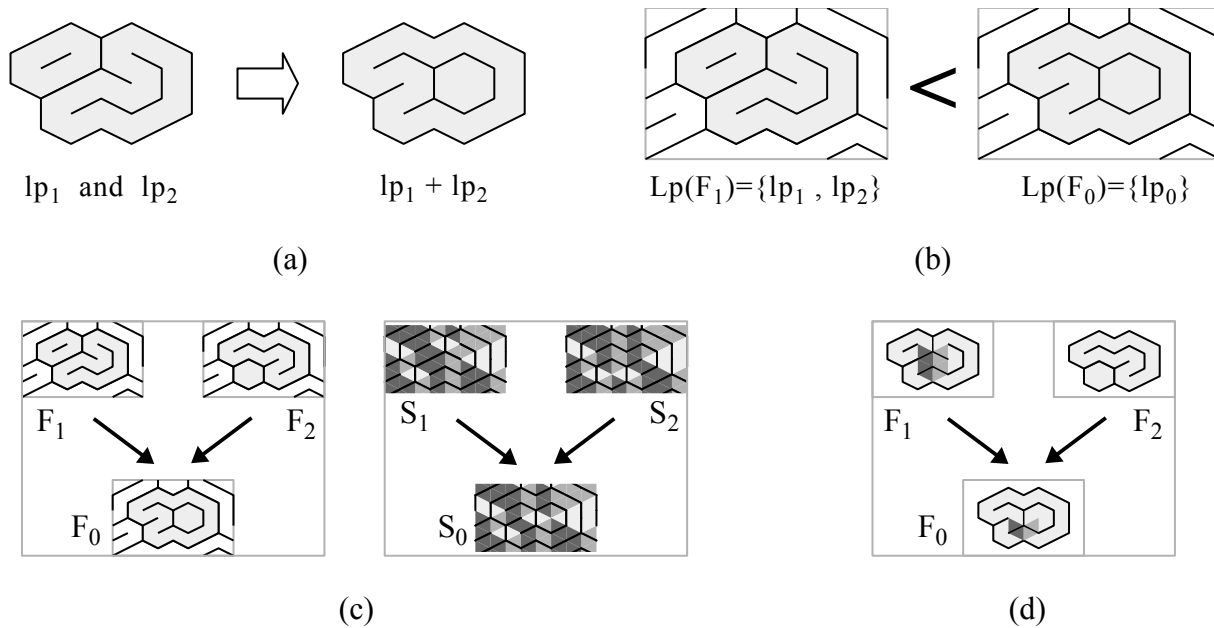 lp₁ and lp₂
lp₁ + lp₂
(a)
<
Lp(F₁)={lp₁ , lp₂}
Lp(F₀)={lp₀}
(b)
F₁
F₂
F₀
S₁
S₂
S₀
(c)
F₁
F₂
F₀
(d)